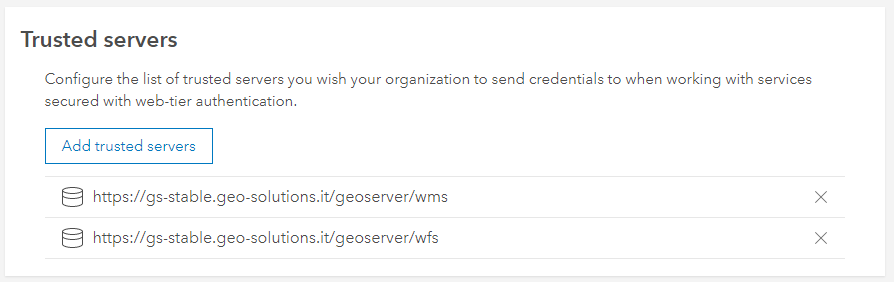 Trusted servers
Configure the list of trusted servers you wish your organization to send credentials to when working with services
secured with web-tier authentication.
Add trusted servers
https://gs-stable.geo-solutions.it/geoserver/wms
https://gs-stable.geo-solutions.it/geoserver/wfs